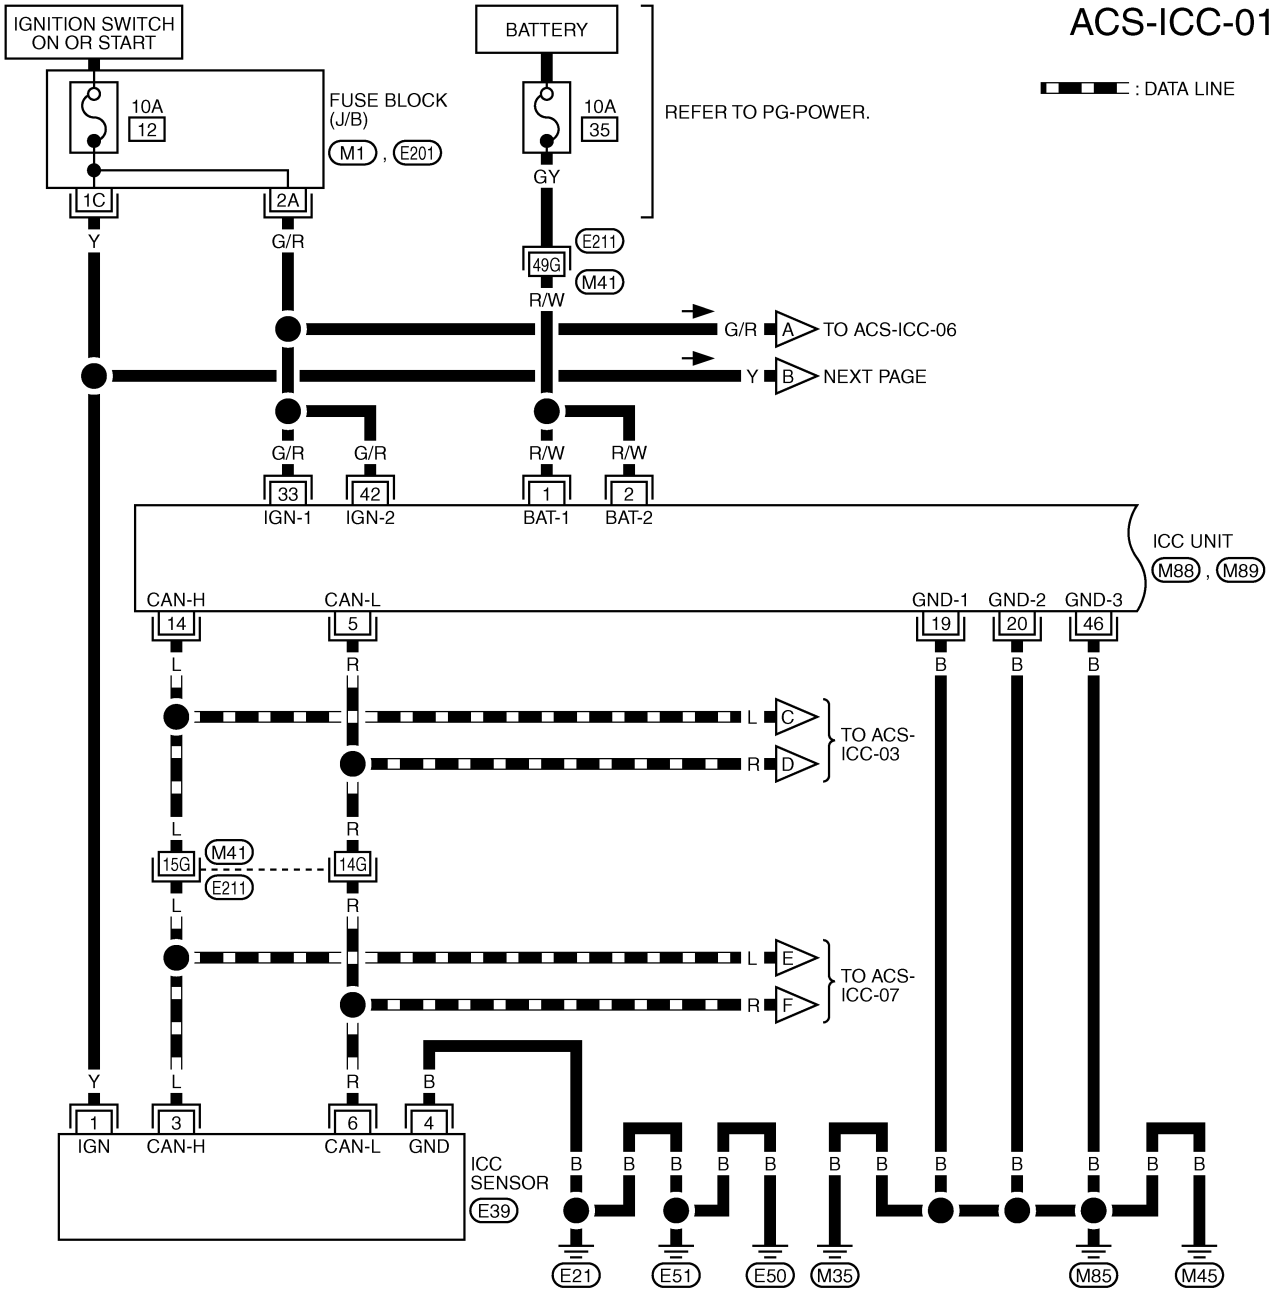 ACS-ICC-01
IGNITION SWITCH
ON OR START
BATTERY
: DATA LINE
10A
12
FUSE BLOCK
(J/B)
M1 , E201
10A
35
REFER TO PG-POWER.
GY
1C
2A
Y
G/R
E211
49G
M41
R/W
G/R
A
TO ACS-ICC-06
Y
B
NEXT PAGE
G/R
G/R
R/W
R/W
33
42
1
2
IGN-1
IGN-2
BAT-1
BAT-2
ICC UNIT
M88 , M89
CAN-H
CAN-L
GND-1
GND-2
GND-3
14
5
19
20
46
L
R
B
B
B
L
C
TO ACS-
ICC-03
R
D
L
R
15G
M41
E211
14G
L
R
L
E
TO ACS-
ICC-07
R
F
Y
L
R
B
1
3
6
4
IGN
CAN-H
CAN-L
GND
ICC
SENSOR
E39
B
B
B
B
B
B
B
B
B
B
B
B
E21
E51
E50
M35
M85
M45